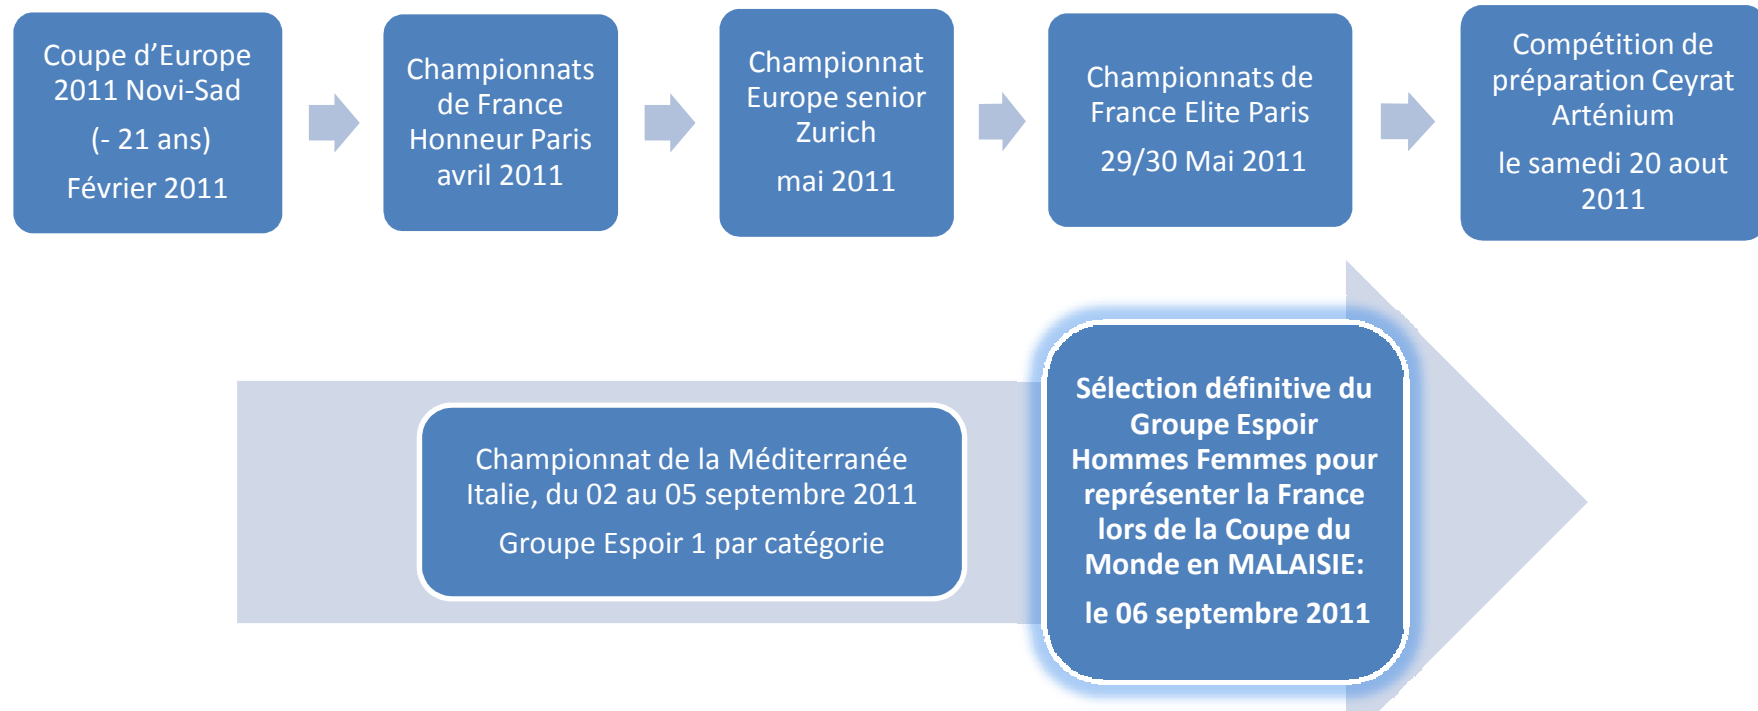 Coupe d’Europe
2011 Novi-Sad
(- 21 ans)
Février 2011
Championnats
de France
Honneur Paris
avril 2011
Championnat
Europe senior
Zurich
mai 2011
Championnats de
France Elite Paris
29/30 Mai 2011
Compétition de
préparation Ceyrat
Arténium
le samedi 20 aout
2011
Championnat de la Méditerranée
Italie, du 02 au 05 septembre 2011
Groupe Espoir 1 par catégorie
Sélection définitive du
Groupe Espoir
Hommes Femmes pour
représenter la France
lors de la Coupe du
Monde en MALAISIE:
le 06 septembre 2011